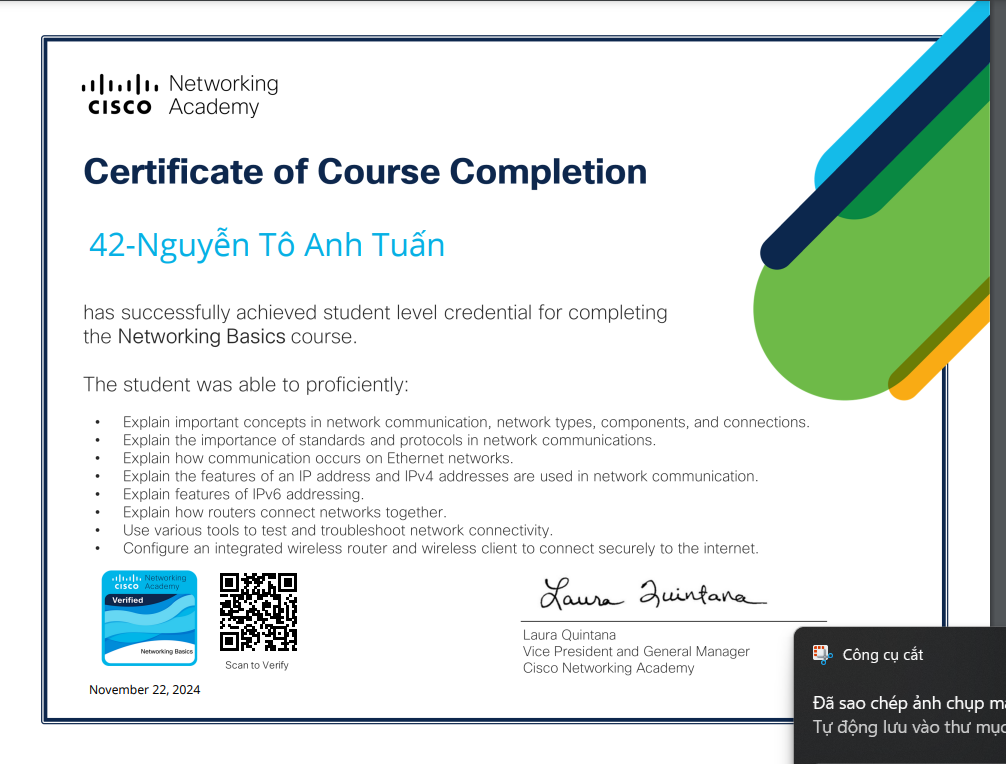 Networking
CISCO Academy
Certificate of Course Completion
42-Nguyễn Tô Anh Tuấn
has successfully achieved student level credential for completing
the Networking Basics course.
The student was able to proficiently:
• Explain important concepts in network communication, network types, components, and connections.
• Explain the importance of standards and protocols in network communications.
• Explain how communication occurs on Ethernet networks.
• Explain the features of an IP address and IPv4 addresses are used in network communication.
• Explain features of IPv6 addressing.
• Explain how routers connect networks together.
• Use various tools to test and troubleshoot network connectivity.
• Configure an integrated wireless router and wireless client to connect securely to the internet.
Networking
CISCO Academy
Verified
Networking Basics
Scan to Verify
November 22, 2024
Laura Quintana
Laura Quintana
Vice President and General Manager
Cisco Networking Academy
Công cụ cắt
Đã sao chép ảnh chụp
Tự động lưu vào thư mục